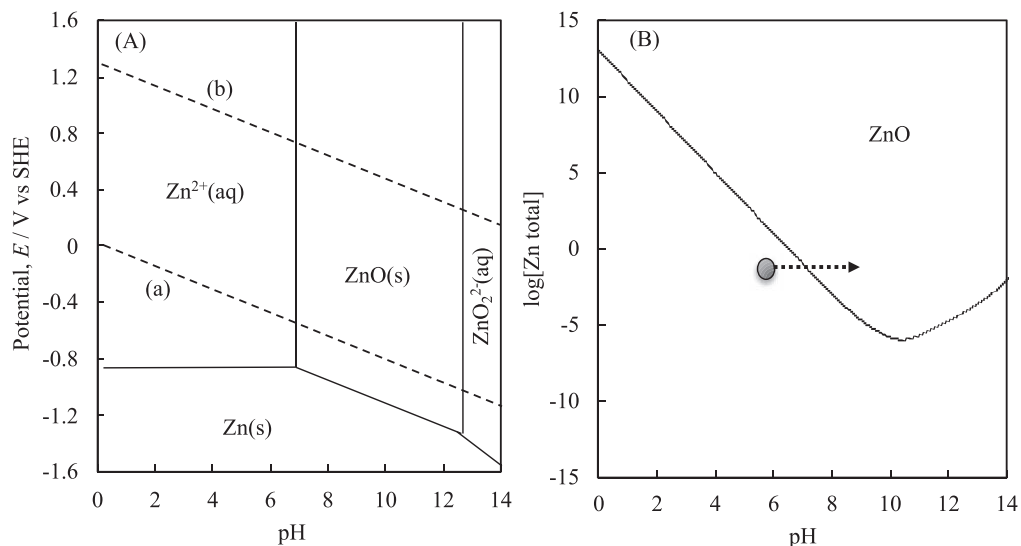 (A)
(b)
Zn²⁺(aq)
ZnO(s)
ZnO₂²⁻(aq)
(a)
Zn(s)
1.6
1.2
0.8
0.4
0
-0.4
-0.8
-1.2
-1.6
Potential, E / V vs SHE
0 2 4 6 8 10 12 14
pH
(B)
ZnO
15
10
5
0
-5
-10
-15
log[Zn total]
0 2 4 6 8 10 12 14
pH